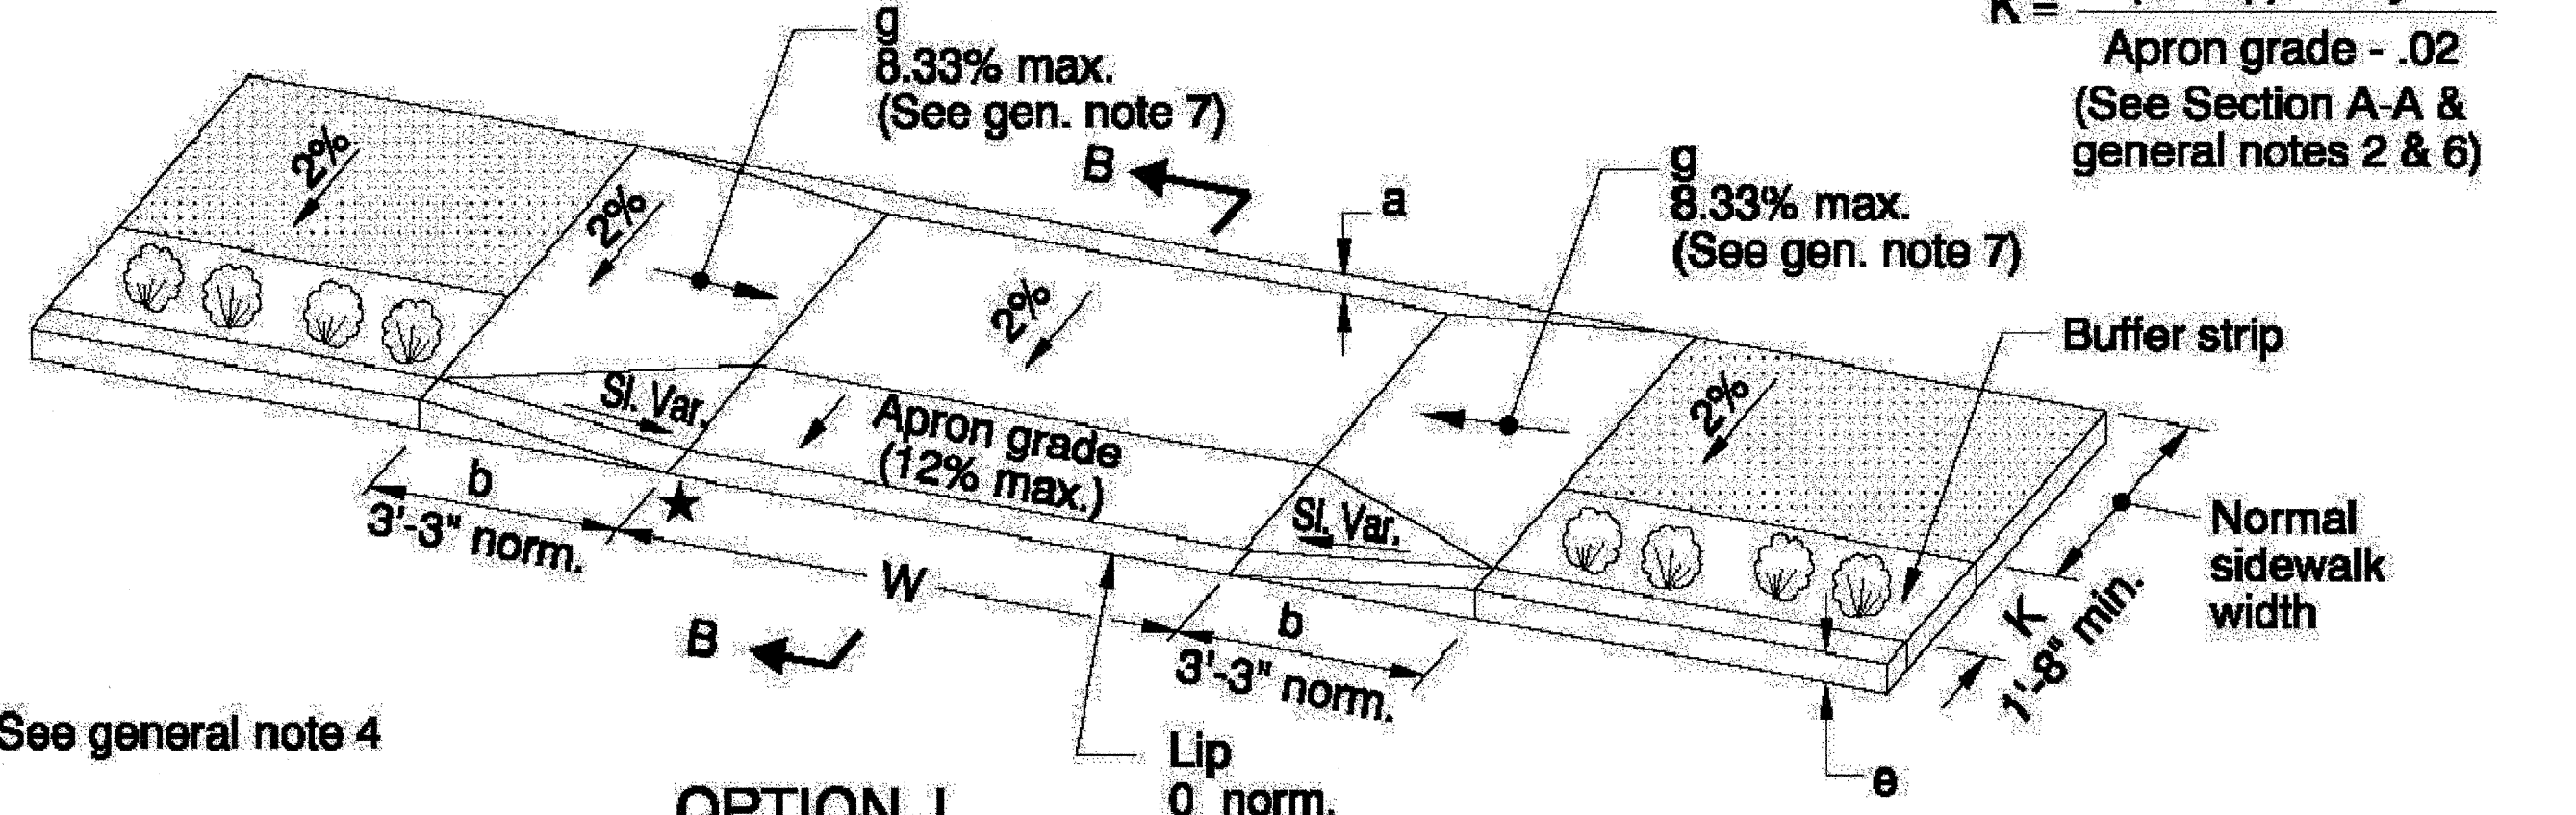 g
8.33% max.
(See gen. note 7)
K =
Apron grade - .02
(See Section A-A &
general notes 2 & 6)
2%
2%
B
a
g
8.33% max.
(See gen. note 7)
2%
Buffer strip
2%
Sl. Var.
Apron grade
(12% max.)
b
3'-3" norm.
★
W
Sl. Var.
Normal
sidewalk
width
K
1'-8" min.
B
b
3'-3" norm.
See general note 4
Lip
0 norm.
e
OPTION I